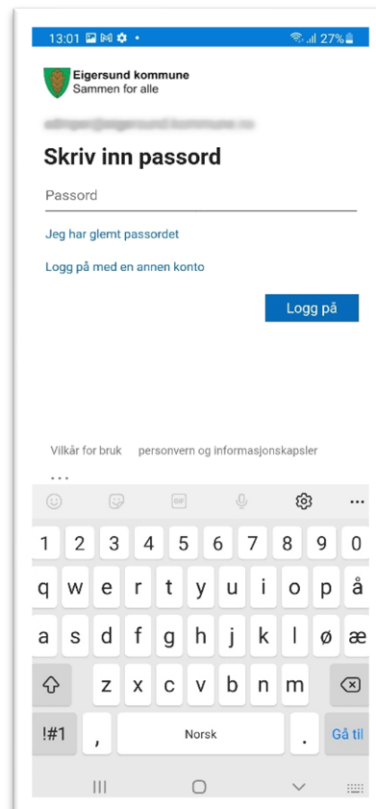 13:01 27%
Eigersund kommune
Sammen for alle
Skriv inn passord
Passord
Jeg har glemt passordet
Logg på med en annen konto
Logg på
Vilkår for bruk personvern og informasjonskapsler
...
GIF ...
1 2 3 4 5 6 7 8 9 0
q w e r t y u i o p å
a s d f g h j k l ø æ
z x c v b n m
!#1 , Norsk . Gå til